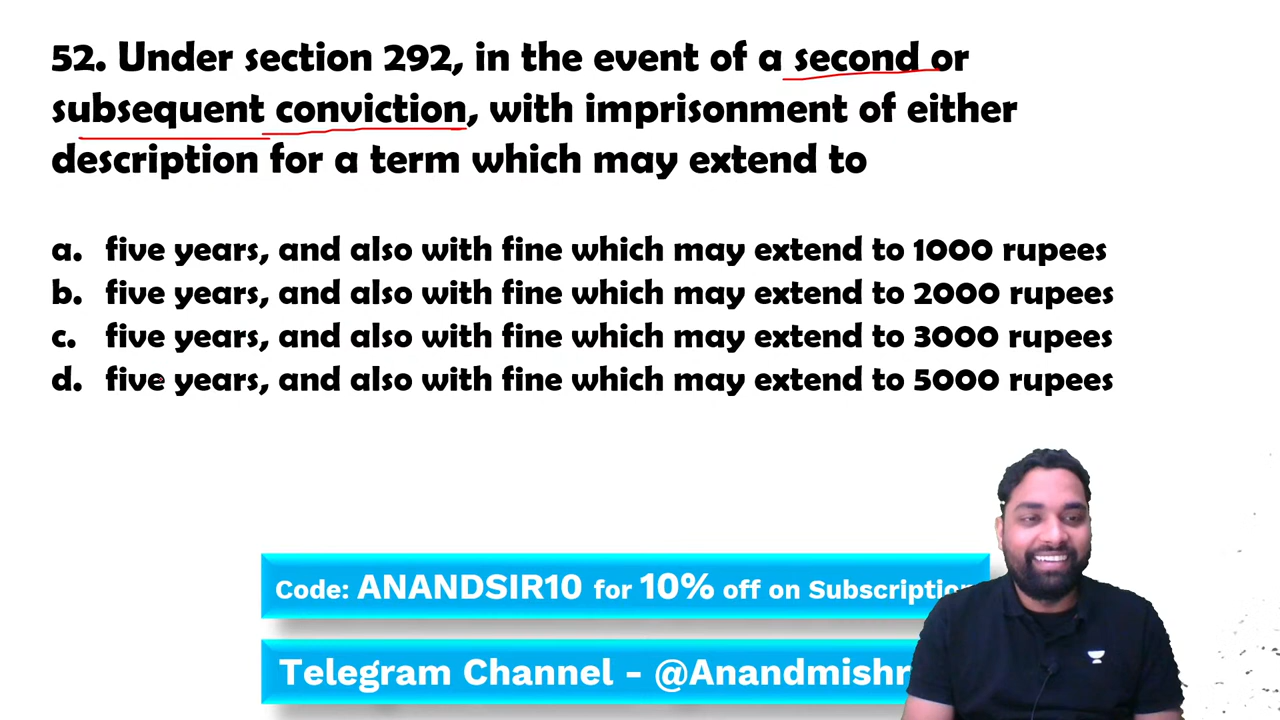 52. Under section 292, in the event of a second or
subsequent conviction, with imprisonment of either
description for a term which may extend to
a. five years, and also with fine which may extend to 1000 rupees
b. five years, and also with fine which may extend to 2000 rupees
c. five years, and also with fine which may extend to 3000 rupees
d. five years, and also with fine which may extend to 5000 rupees
Code: ANANDSIR10 for 10% off on Subscription
Telegram Channel - @Anandmishr